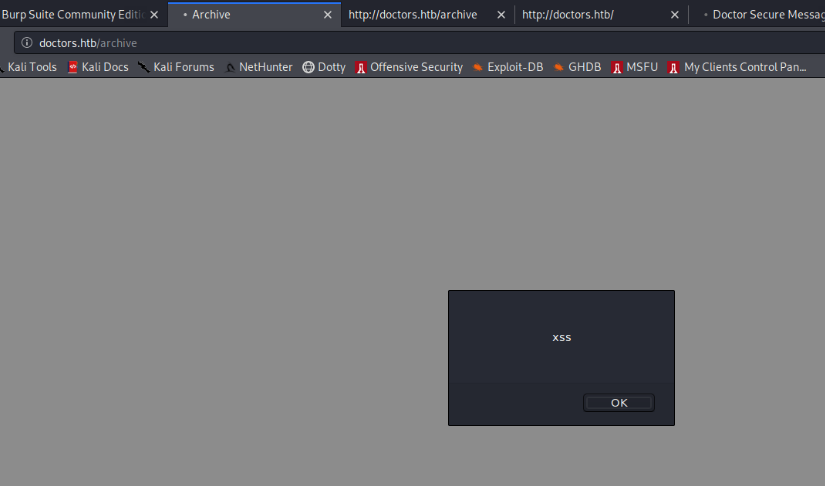 Burp Suite Community Editi
Archive
http://doctors.htb/archive
http://doctors.htb/
Doctor Secure Messag
doctors.htb/archive
Kali Tools
Kali Docs
Kali Forums
NetHunter
Dotty
Offensive Security
Exploit-DB
GHDB
MSFU
My Clients Control Pan...
xss
OK